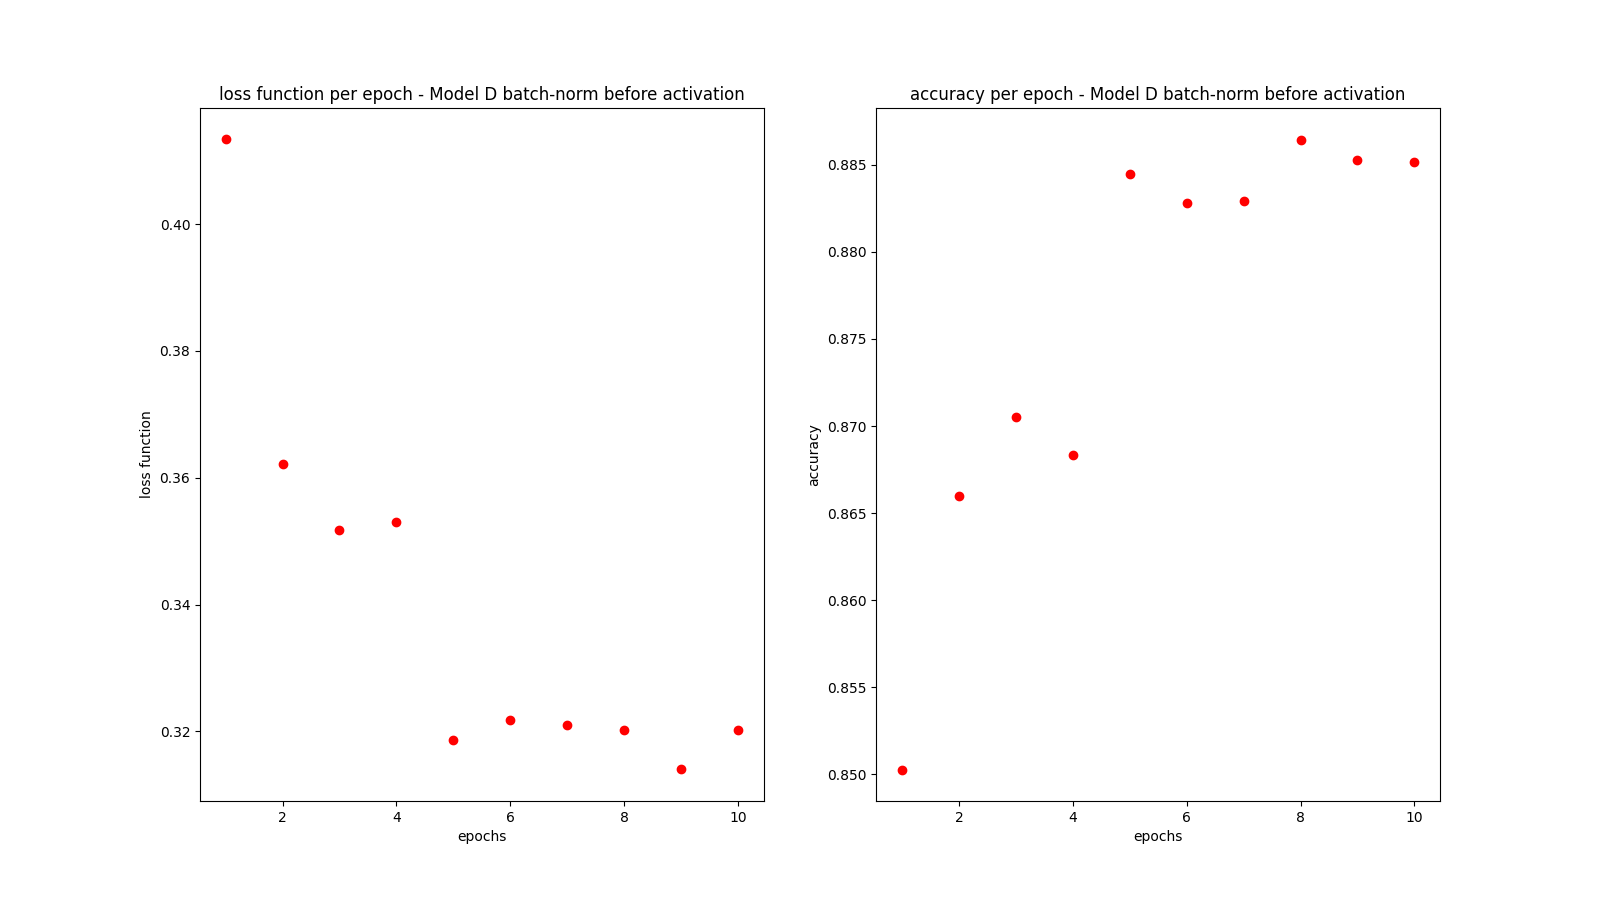 loss function per epoch - Model D batch-norm before activation
0.40
0.38
0.36
0.34
0.32
loss function
2 4 6 8 10
epochs
accuracy per epoch - Model D batch-norm before activation
0.885
0.880
0.875
0.870
0.865
0.860
0.855
0.850
accuracy
2 4 6 8 10
epochs